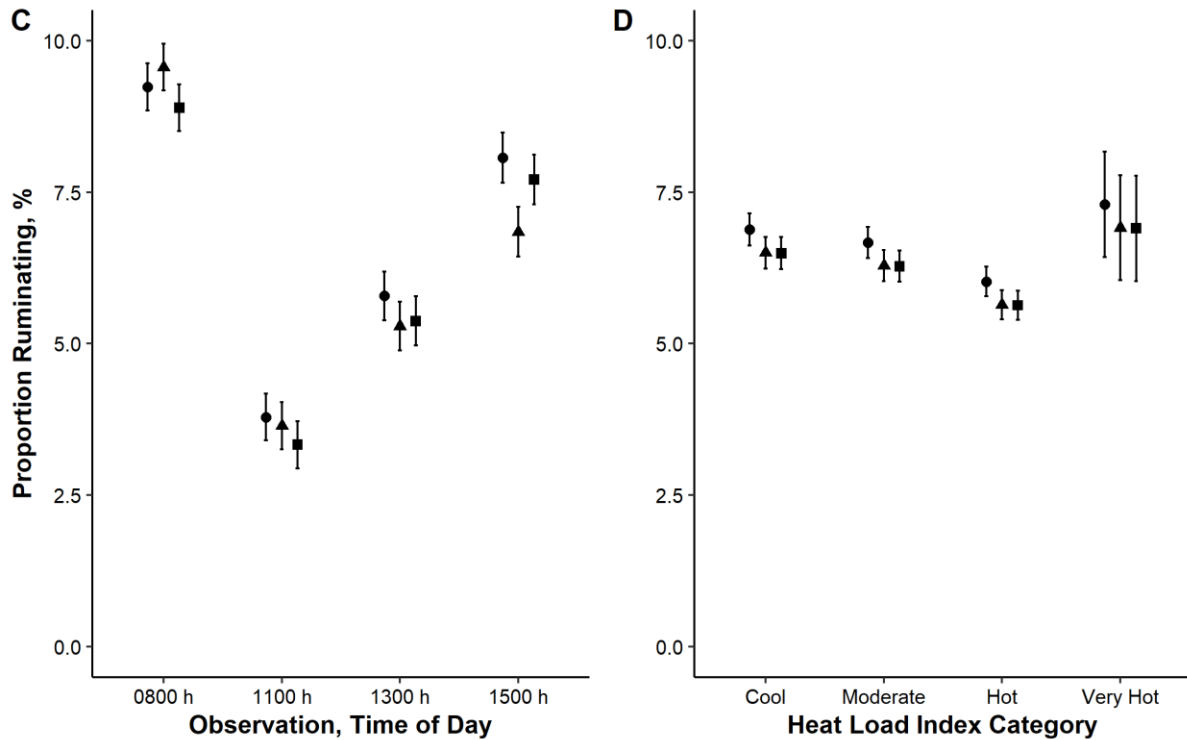 C
Proportion Ruminating, %
10.0
7.5
5.0
2.5
0.0
0800 h 1100 h 1300 h 1500 h
Observation, Time of Day
D
10.0
7.5
5.0
2.5
0.0
Cool Moderate Hot Very Hot
Heat Load Index Category